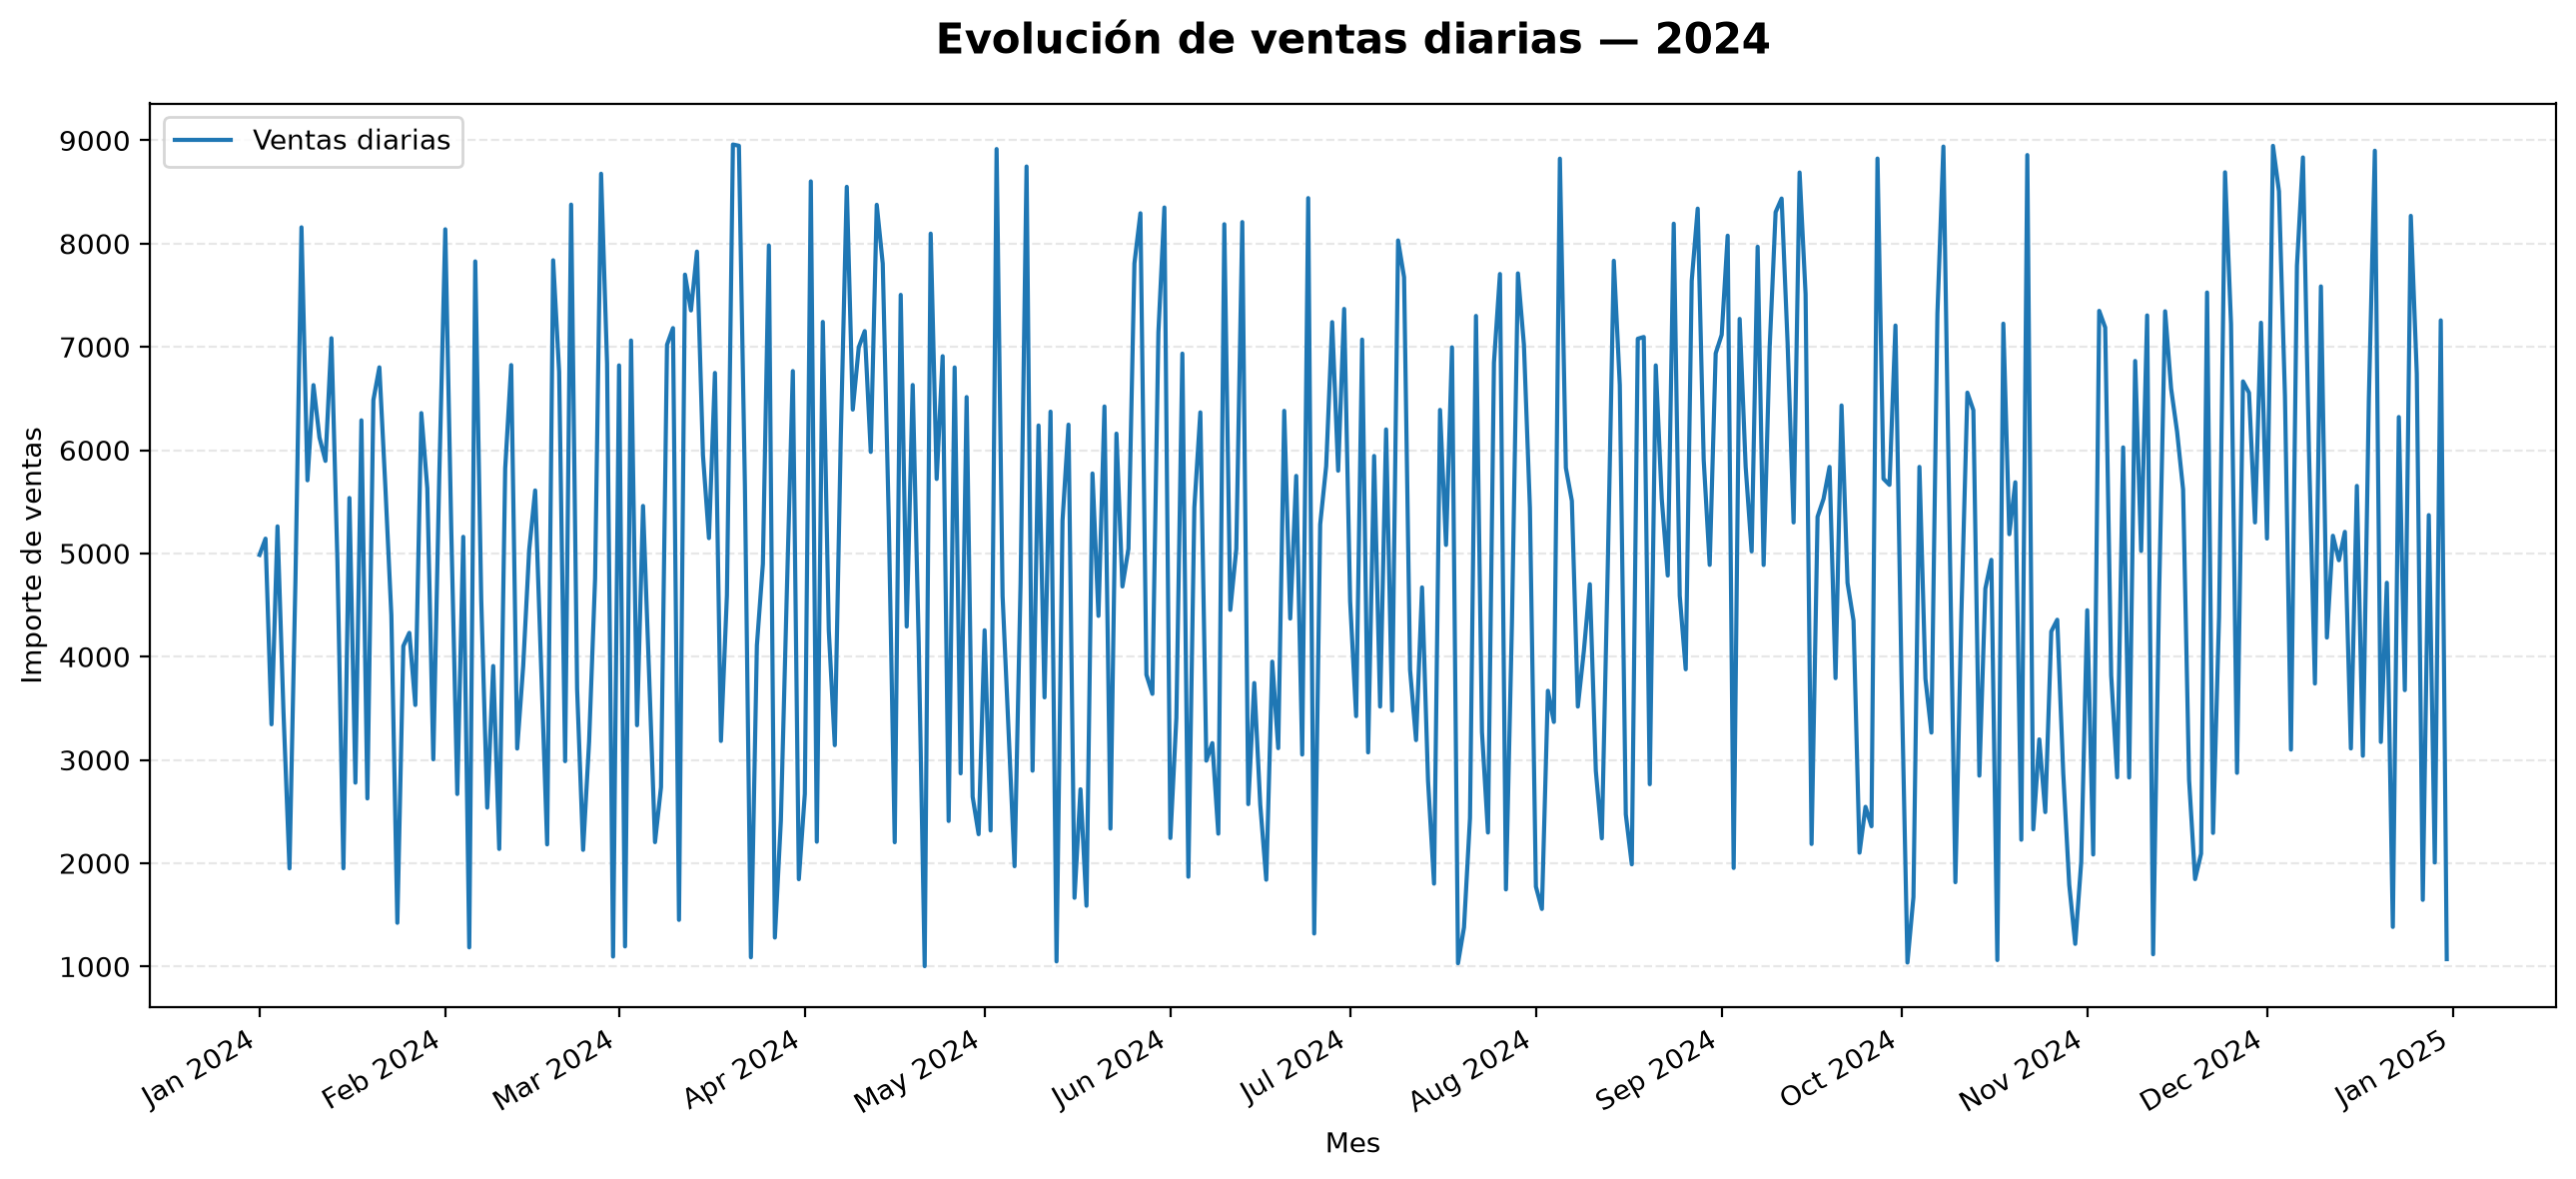 Evolución de ventas diarias — 2024
Ventas diarias
Importe de ventas
9000
8000
7000
6000
5000
4000
3000
2000
1000
Jan 2024
Feb 2024
Mar 2024
Apr 2024
May 2024
Jun 2024
Jul 2024
Aug 2024
Sep 2024
Oct 2024
Nov 2024
Dec 2024
Jan 2025
Mes